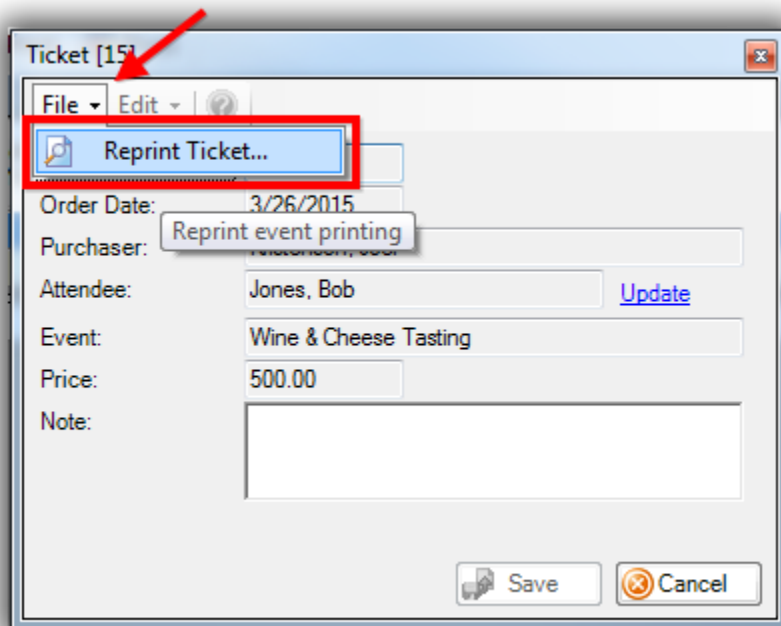 Ticket [15]
File Edit
Reprint Ticket...
Order Date: 3/26/2015
Reprint event printing
Purchaser:
Attendee: Jones, Bob Update
Event: Wine & Cheese Tasting
Price: 500.00
Note:
Save Cancel